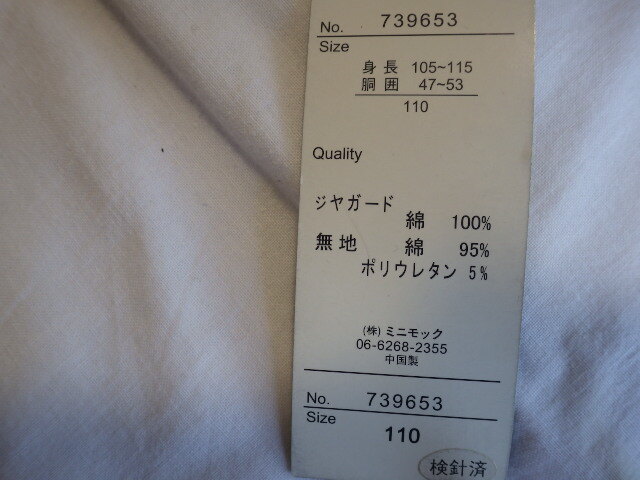 No. 739653
Size
身長 105~115
胴囲 47~53
110
Quality
ジヤガード
綿 100%
無地 綿 95%
ポリウレタン 5%
(株) ミニモック
06-6268-2355
中国製
No. 739653
Size
110
検針済